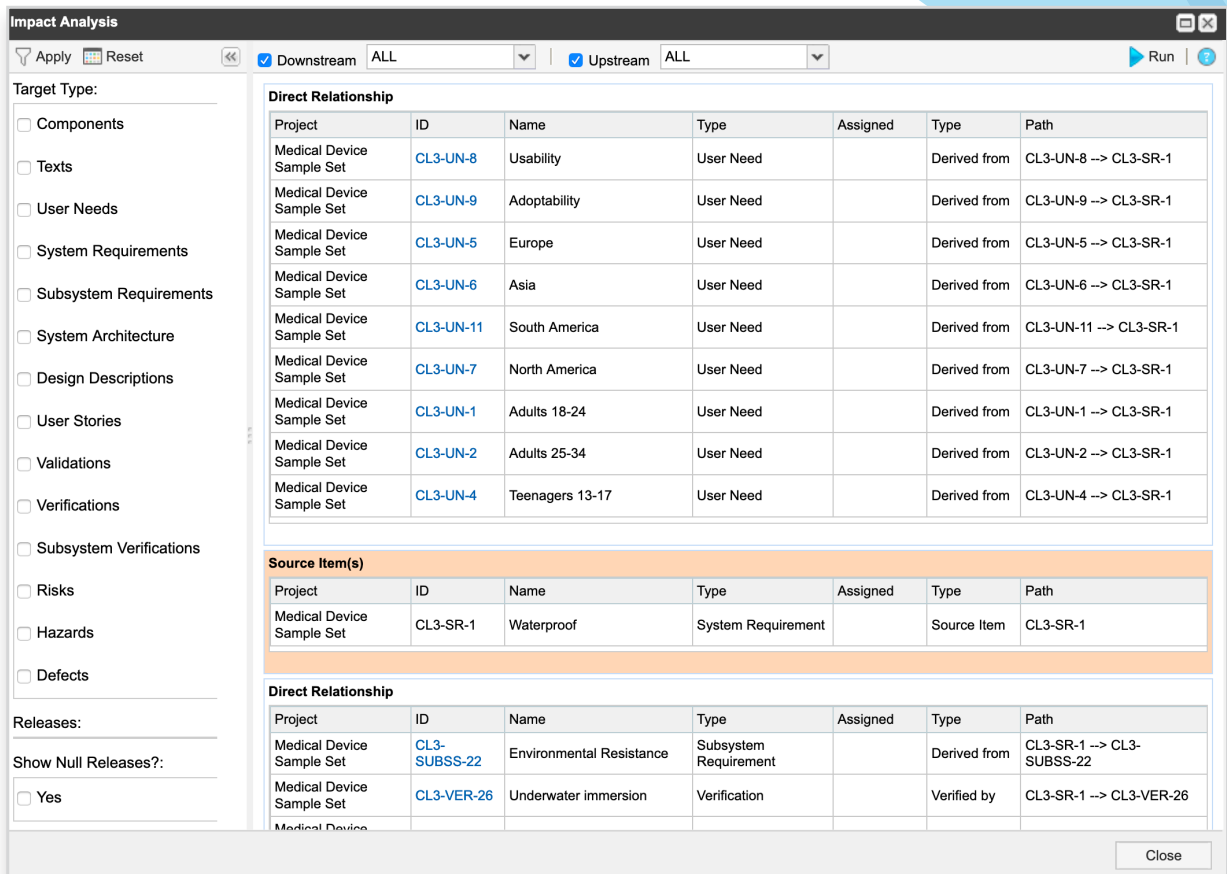 Impact Analysis
Apply Reset Downstream ALL Upstream ALL Run ?
Target Type:
Components
Texts
User Needs
System Requirements
Subsystem Requirements
System Architecture
Design Descriptions
User Stories
Validations
Verifications
Subsystem Verifications
Risks
Hazards
Defects
Releases:
Show Null Releases?:
Yes
Direct Relationship
Project ID Name Type Assigned Type Path
Medical Device
Sample Set CL3-UN-8 Usability User Need Derived from CL3-UN-8 --> CL3-SR-1
Medical Device
Sample Set CL3-UN-9 Adoptability User Need Derived from CL3-UN-9 --> CL3-SR-1
Medical Device
Sample Set CL3-UN-5 Europe User Need Derived from CL3-UN-5 --> CL3-SR-1
Medical Device
Sample Set CL3-UN-6 Asia User Need Derived from CL3-UN-6 --> CL3-SR-1
Medical Device
Sample Set CL3-UN-11 South America User Need Derived from CL3-UN-11 --> CL3-SR-1
Medical Device
Sample Set CL3-UN-7 North America User Need Derived from CL3-UN-7 --> CL3-SR-1
Medical Device
Sample Set CL3-UN-1 Adults 18-24 User Need Derived from CL3-UN-1 --> CL3-SR-1
Medical Device
Sample Set CL3-UN-2 Adults 25-34 User Need Derived from CL3-UN-2 --> CL3-SR-1
Medical Device
Sample Set CL3-UN-4 Teenagers 13-17 User Need Derived from CL3-UN-4 --> CL3-SR-1
Source Item(s)
Project ID Name Type Assigned Type Path
Medical Device
Sample Set CL3-SR-1 Waterproof System Requirement Source Item CL3-SR-1
Direct Relationship
Project ID Name Type Assigned Type Path
Medical Device CL3- Subsystem CL3-SR-1 --> CL3-
Sample Set SUBSS-22 Environmental Resistance Requirement Derived from SUBSS-22
Medical Device
Sample Set CL3-VER-26 Underwater immersion Verification Verified by CL3-SR-1 --> CL3-VER-26
Medical Device
Close